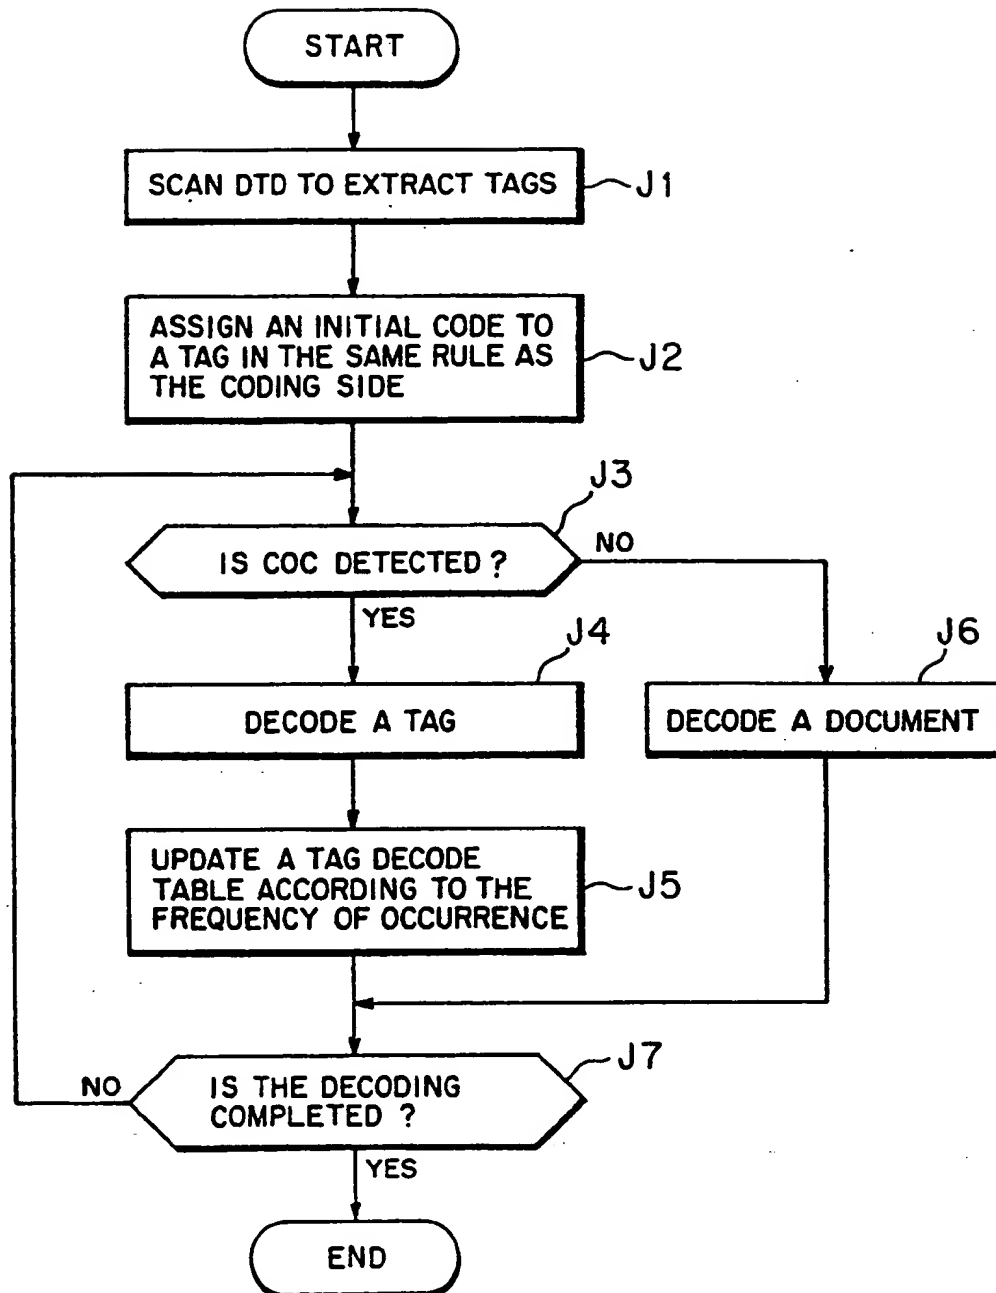 START
SCAN DTD TO EXTRACT TAGS
J1
ASSIGN AN INITIAL CODE TO
A TAG IN THE SAME RULE AS
THE CODING SIDE
J2
J3
IS COC DETECTED ?
NO
YES
J4
J6
DECODE A TAG
DECODE A DOCUMENT
UPDATE A TAG DECODE
TABLE ACCORDING TO THE
FREQUENCY OF OCCURRENCE
J5
J7
NO
IS THE DECODING
COMPLETED ?
YES
END